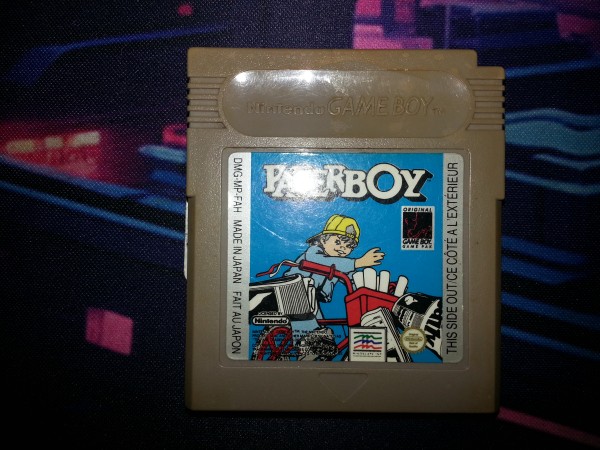 Nintendo GAME BOY
PAPERBOY
DMG-MP-FAH MADE IN JAPAN FAIT AU JAPON
ORIGINAL
GAME BOY
GAME PAK
Nintendo
THIS SIDE OUT/CE CÔTÉ A L'EXTÉRIEUR